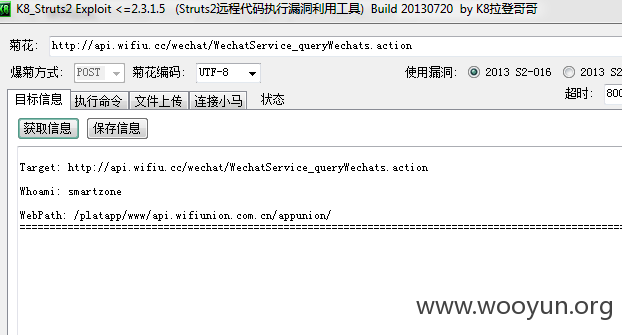 K8 K8_Struts2 Exploit <=2.3.1.5 (Struts2远程代码执行漏洞利用工具) Build 20130720 by K8拉登哥哥
菊花: http://api.wifiu.cc/wechat/WechatService_queryWechats.action
爆菊方式: POST 菊花编码: UTF-8 使用漏洞: 2013 S2-016 2013 S2
目标信息 执行命令 文件上传 连接小马 状态 超时: 800
获取信息 保存信息
Target: http://api.wifiu.cc/wechat/WechatService_queryWechats.action
Whoami: smartzone
WebPath: /platapp/www/api.wifiunion.com.cn/appunion/
www.wooyun.org